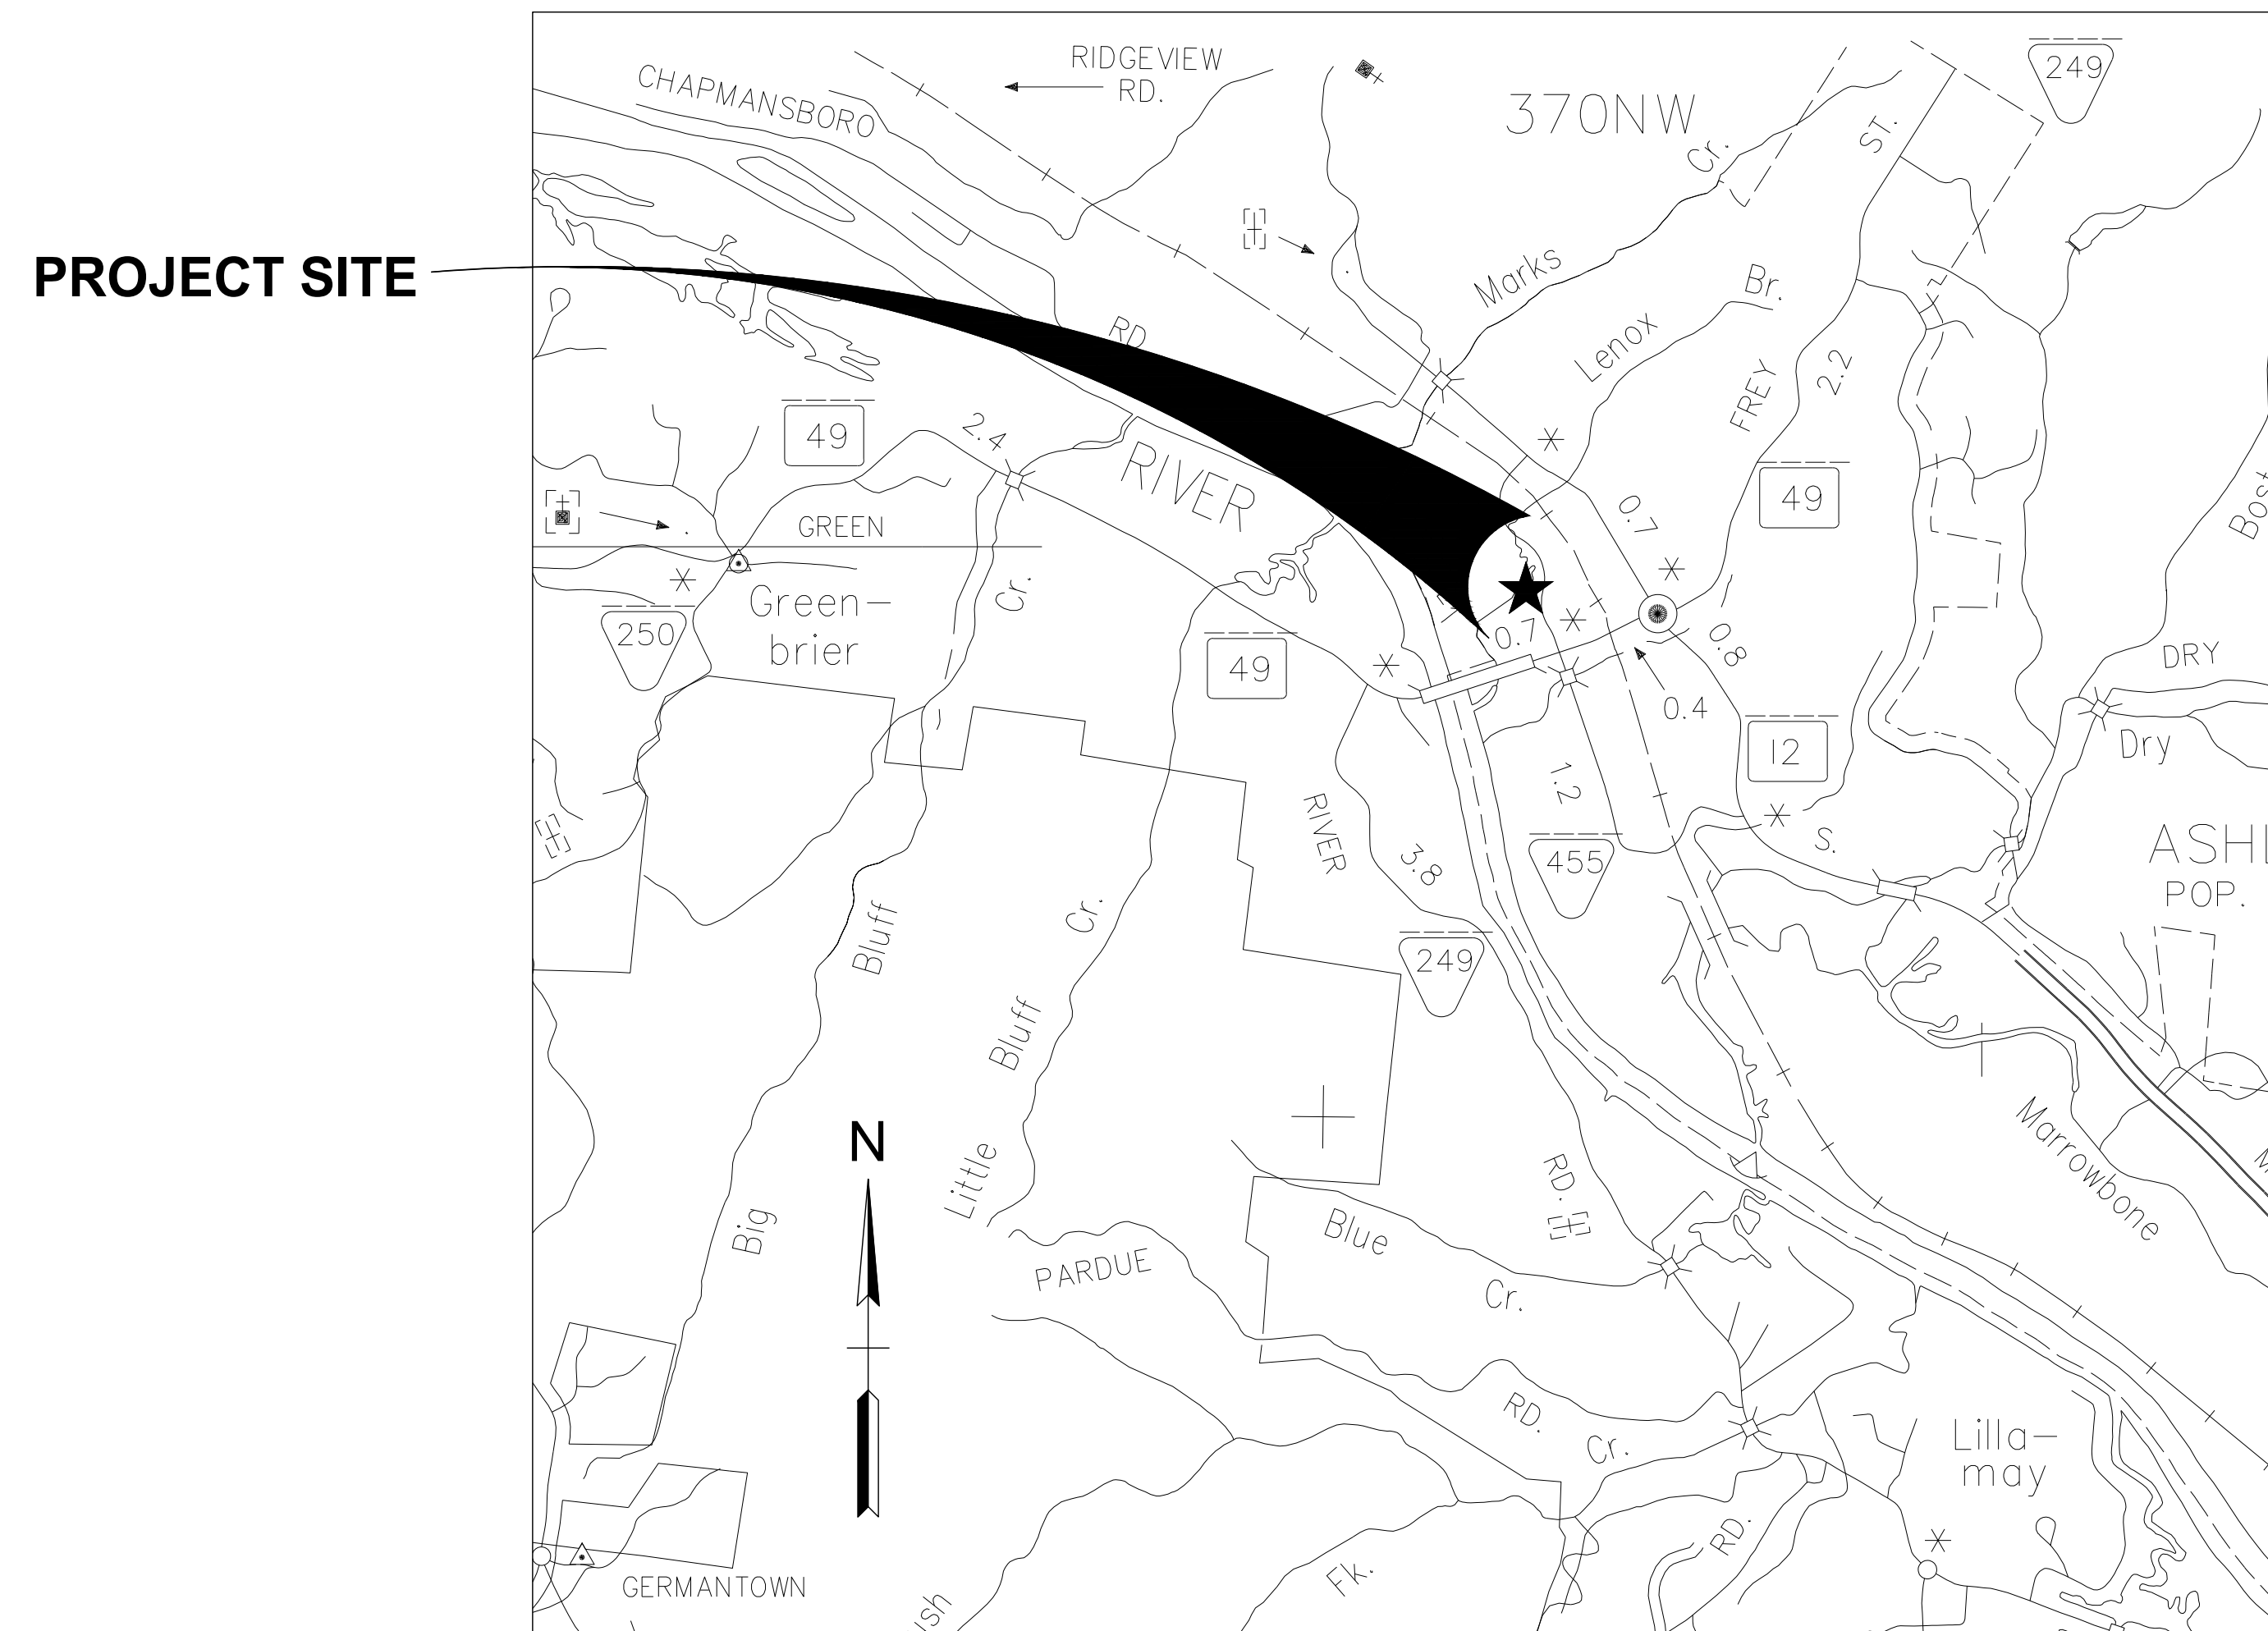 RIDGEVIEW
RD.
249
CHAPMANSBORO
370NW
ST.
Cr.
PROJECT SITE
Marks
Br.
Lenox
RD
FREY
2.2
49
2.4
RIVER
49
0.7
GREEN
Cr.
Green-
brier
250
49
0.7
0.8
DRY
0.4
12
Dry
1.2
RIVER
3.8
455
S.
POP.
Bluff
Cr.
249
Bluff
Marrowbone
N
Little
RD.
Big
Blue
PARDUE
Cr.
RD.
Cr.
Lilla-
may
RD.
Fk.
GERMANTOWN